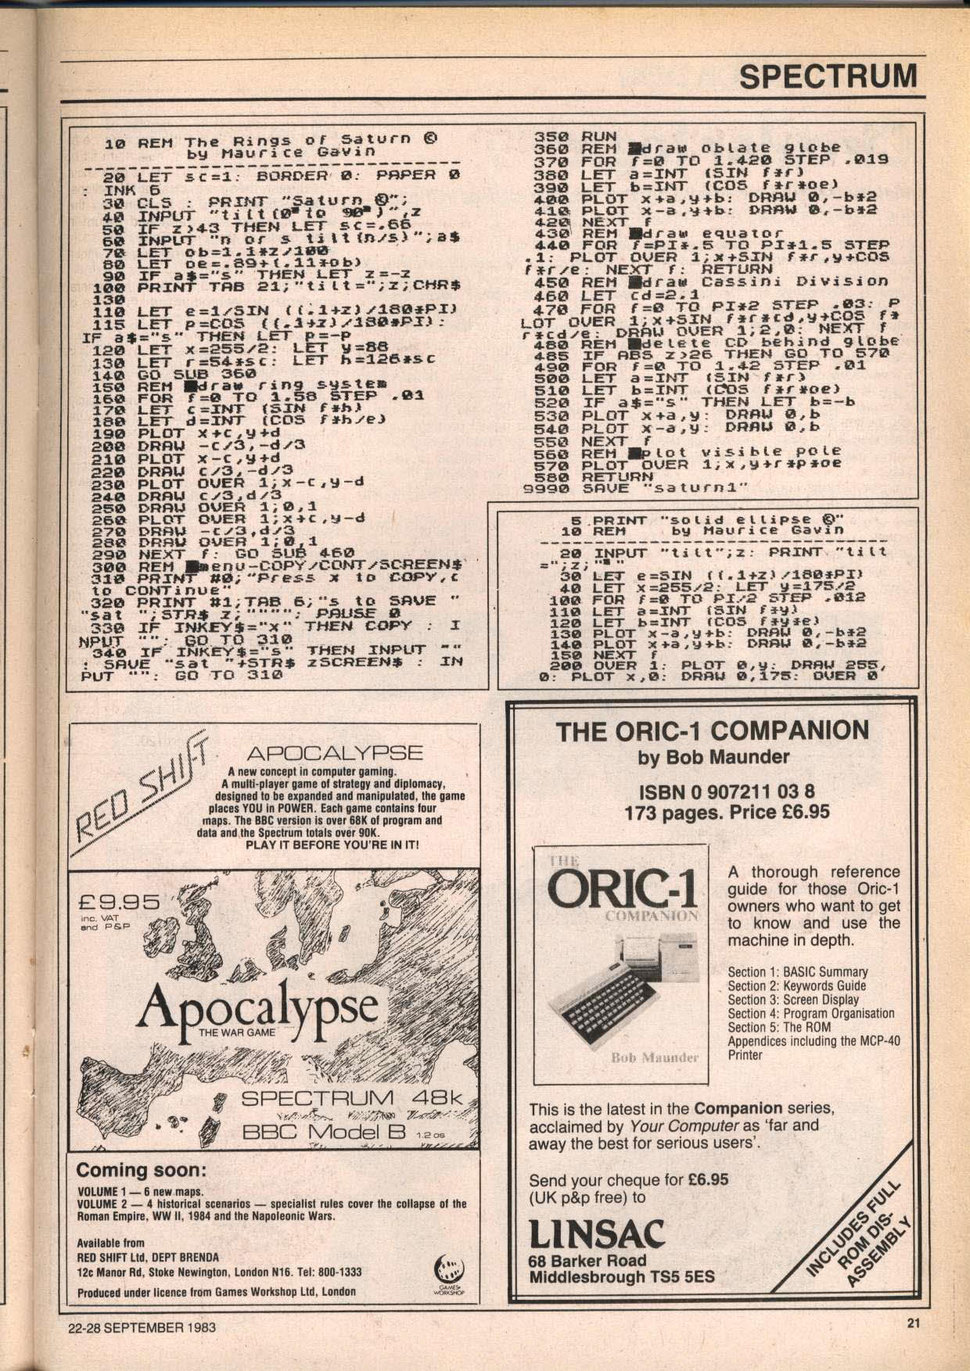 SPECTRUM
10 REM The Rings of Saturn ©
by Maurice Gavin
--------------------------------
20 LET sc=1: BORDER 0: PAPER 0
: INK 6
30 CLS : PRINT "Saturn ©";
40 INPUT "tilt(0° to 90°)",z
50 IF z>43 THEN LET sc=.66
60 INPUT "n or s tilt(n/s)";a$
70 LET ob=1.1*z/100
80 LET oe=.89+(.11*ob)
90 IF a$="s" THEN LET z=-z
100 PRINT TAB 21;"tilt=";z;CHR$
130
110 LET e=1/SIN ((.1+z)/180*PI)
115 LET p=COS ((.1+z)/180*PI):
IF a$="s" THEN LET p=-p
120 LET x=255/2: LET y=88
130 LET r=54*sc: LET h=126*sc
140 GO SUB 360
150 REM draw ring system
160 FOR f=0 TO 1.58 STEP .01
170 LET c=INT (SIN f*h)
180 LET d=INT (COS f*h/e)
190 PLOT x+c,y+d
200 DRAW -c/3,-d/3
210 PLOT x-c,y+d
220 DRAW c/3,-d/3
230 PLOT OVER 1;x-c,y-d
240 DRAW c/3,d/3
250 DRAW OVER 1;0,1
260 PLOT OVER 1;x+c,y-d
270 DRAW -c/3,d/3
280 DRAW OVER 1;0,1
290 NEXT f: GO SUB 460
300 REM menu-COPY/CONT/SCREEN$
310 PRINT #0;"Press x to COPY,c
to CONTinue"
320 PRINT #1;TAB 6;"s to SAVE "
"sat ";STR$ z;"""": PAUSE 0
330 IF INKEY$="x" THEN COPY : I
NPUT "": GO TO 310
340 IF INKEY$="s" THEN INPUT ""
: SAVE "sat "+STR$ zSCREEN$ : IN
PUT "": GO TO 310
350 RUN
360 REM draw oblate globe
370 FOR f=0 TO 1.420 STEP .019
380 LET a=INT (SIN f*r)
390 LET b=INT (COS f*r*oe)
400 PLOT x+a,y+b: DRAW 0,-b*2
410 PLOT x-a,y+b: DRAW 0,-b*2
420 NEXT f
430 REM draw equator
440 FOR f=PI*.5 TO PI*1.5 STEP
.1: PLOT OVER 1;x+SIN f*r,y+COS
f*r/e: NEXT f: RETURN
450 REM draw Cassini Division
460 LET cd=2.1
470 FOR f=0 TO PI*2 STEP .03: P
LOT OVER 1;x+SIN f*r*cd,y+COS f*
r*cd/e: DRAW OVER 1;2,0: NEXT f
480 REM delete CD behind globe
485 IF ABS z>26 THEN GO TO 570
490 FOR f=0 TO 1.42 STEP .01
500 LET a=INT (SIN f*r)
510 LET b=INT (COS f*r*oe)
520 IF a$="s" THEN LET b=-b
530 PLOT x+a,y: DRAW 0,b
540 PLOT x-a,y: DRAW 0,b
550 NEXT f
560 REM plot visible pole
570 PLOT OVER 1;x,y+r*p*oe
580 RETURN
9990 SAVE "saturn1"
5 PRINT "solid ellipse ©"
10 REM by Maurice Gavin
--------------------------------
20 INPUT "tilt";z: PRINT "tilt
=";z;"°"
30 LET e=SIN ((.1+z)/180*PI)
40 LET x=255/2: LET y=175/2
100 FOR f=0 TO PI/2 STEP .012
110 LET a=INT (SIN f*y)
120 LET b=INT (COS f*y*e)
130 PLOT x-a,y+b: DRAW 0,-b*2
140 PLOT x+a,y+b: DRAW 0,-b*2
150 NEXT f
200 OVER 1: PLOT 0,y: DRAW 255,
0: PLOT x,0: DRAW 0,175: OVER 0
RED SHIFT
APOCALYPSE
A new concept in computer gaming.
A multi-player game of strategy and diplomacy,
designed to be expanded and manipulated, the game
places YOU in POWER. Each game contains four
maps. The BBC version is over 68K of program and
data and the Spectrum totals over 90K.
PLAY IT BEFORE YOU'RE IN IT!
£9.95
inc. VAT
and P&P
Apocalypse
THE WAR GAME
SPECTRUM 48k
BBC Model B 1.2 os
Coming soon:
VOLUME 1 — 6 new maps.
VOLUME 2 — 4 historical scenarios — specialist rules cover the collapse of the
Roman Empire, WW II, 1984 and the Napoleonic Wars.
Available from
RED SHIFT Ltd, DEPT BRENDA
12c Manor Rd, Stoke Newington, London N16. Tel: 800-1333
Produced under licence from Games Workshop Ltd, London
GAMES WORKSHOP
THE ORIC-1 COMPANION
by Bob Maunder
ISBN 0 907211 03 8
173 pages. Price £6.95
THE
ORIC-1
COMPANION
Bob Maunder
A thorough reference
guide for those Oric-1
owners who want to get
to know and use the
machine in depth.
Section 1: BASIC Summary
Section 2: Keywords Guide
Section 3: Screen Display
Section 4: Program Organisation
Section 5: The ROM
Appendices including the MCP-40
Printer
This is the latest in the Companion series,
acclaimed by Your Computer as 'far and
away the best for serious users'.
Send your cheque for £6.95
(UK p&p free) to
LINSAC
68 Barker Road
Middlesbrough TS5 5ES
INCLUDES FULL
ROM DIS-
ASSEMBLY
22-28 SEPTEMBER 1983
21